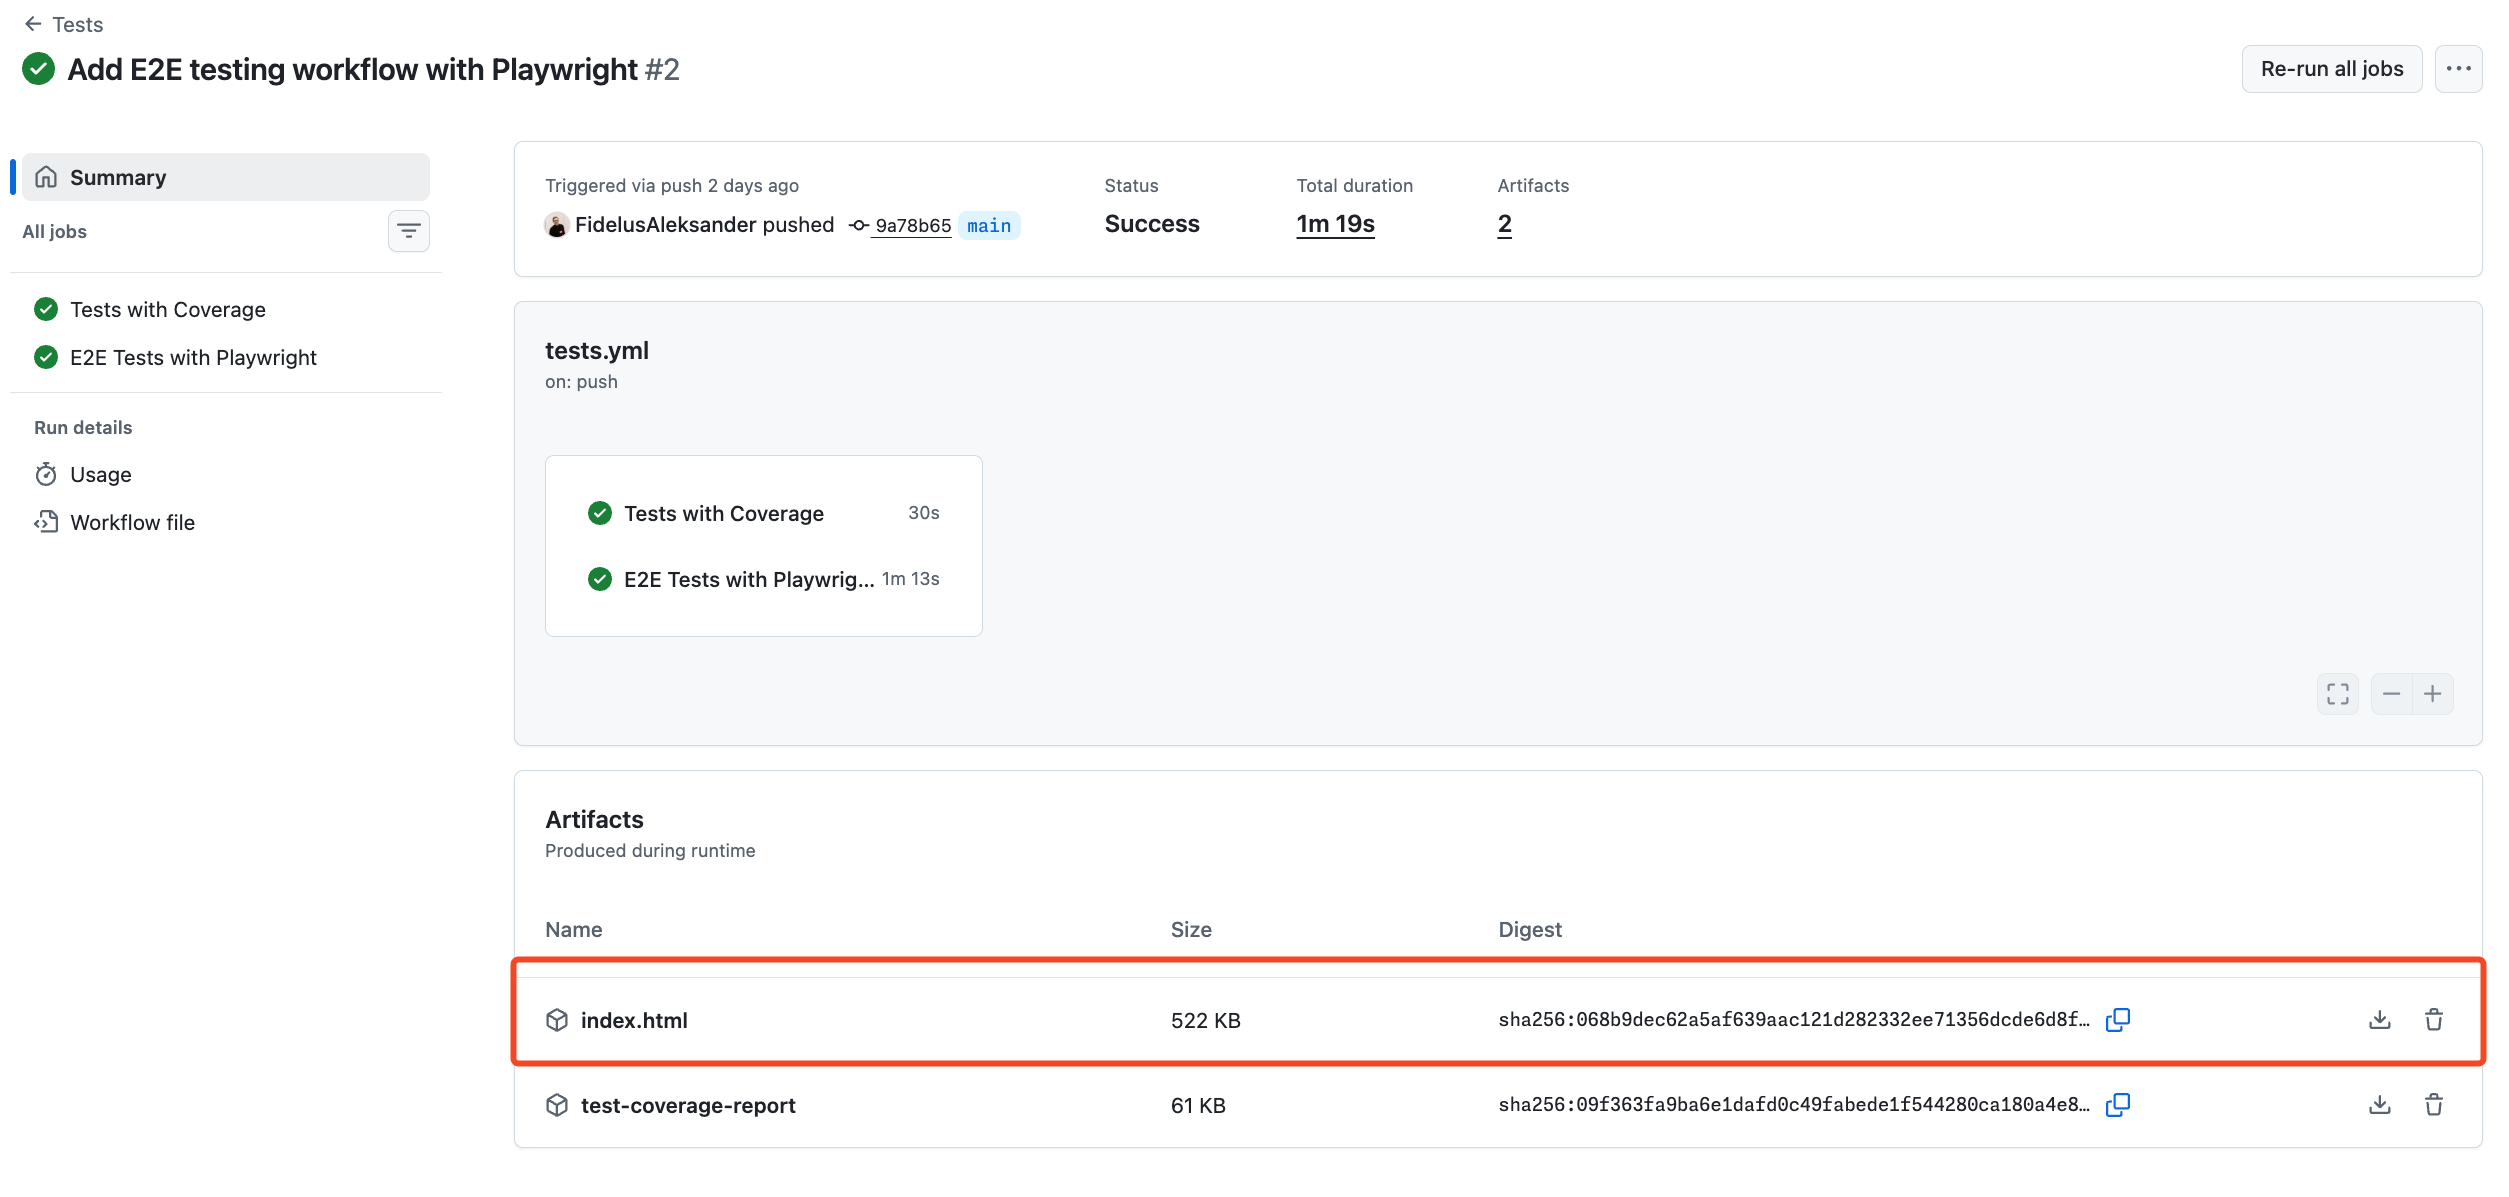 Tests
Add E2E testing workflow with Playwright #2
Re-run all jobs
Summary
All jobs
Tests with Coverage
E2E Tests with Playwright
Run details
Usage
Workflow file
Triggered via push 2 days ago
FidelusAleksander pushed 9a78b65 main
Status
Success
Total duration
1m 19s
Artifacts
2
tests.yml
on: push
Tests with Coverage 30s
E2E Tests with Playwrig... 1m 13s
Artifacts
Produced during runtime
Name Size Digest
index.html 522 KB sha256:068b9dec62a5af639aac121d282332ee71356dcde6d8f…
test-coverage-report 61 KB sha256:09f363fa9ba6e1dafd0c49fabede1f544280ca180a4e8…